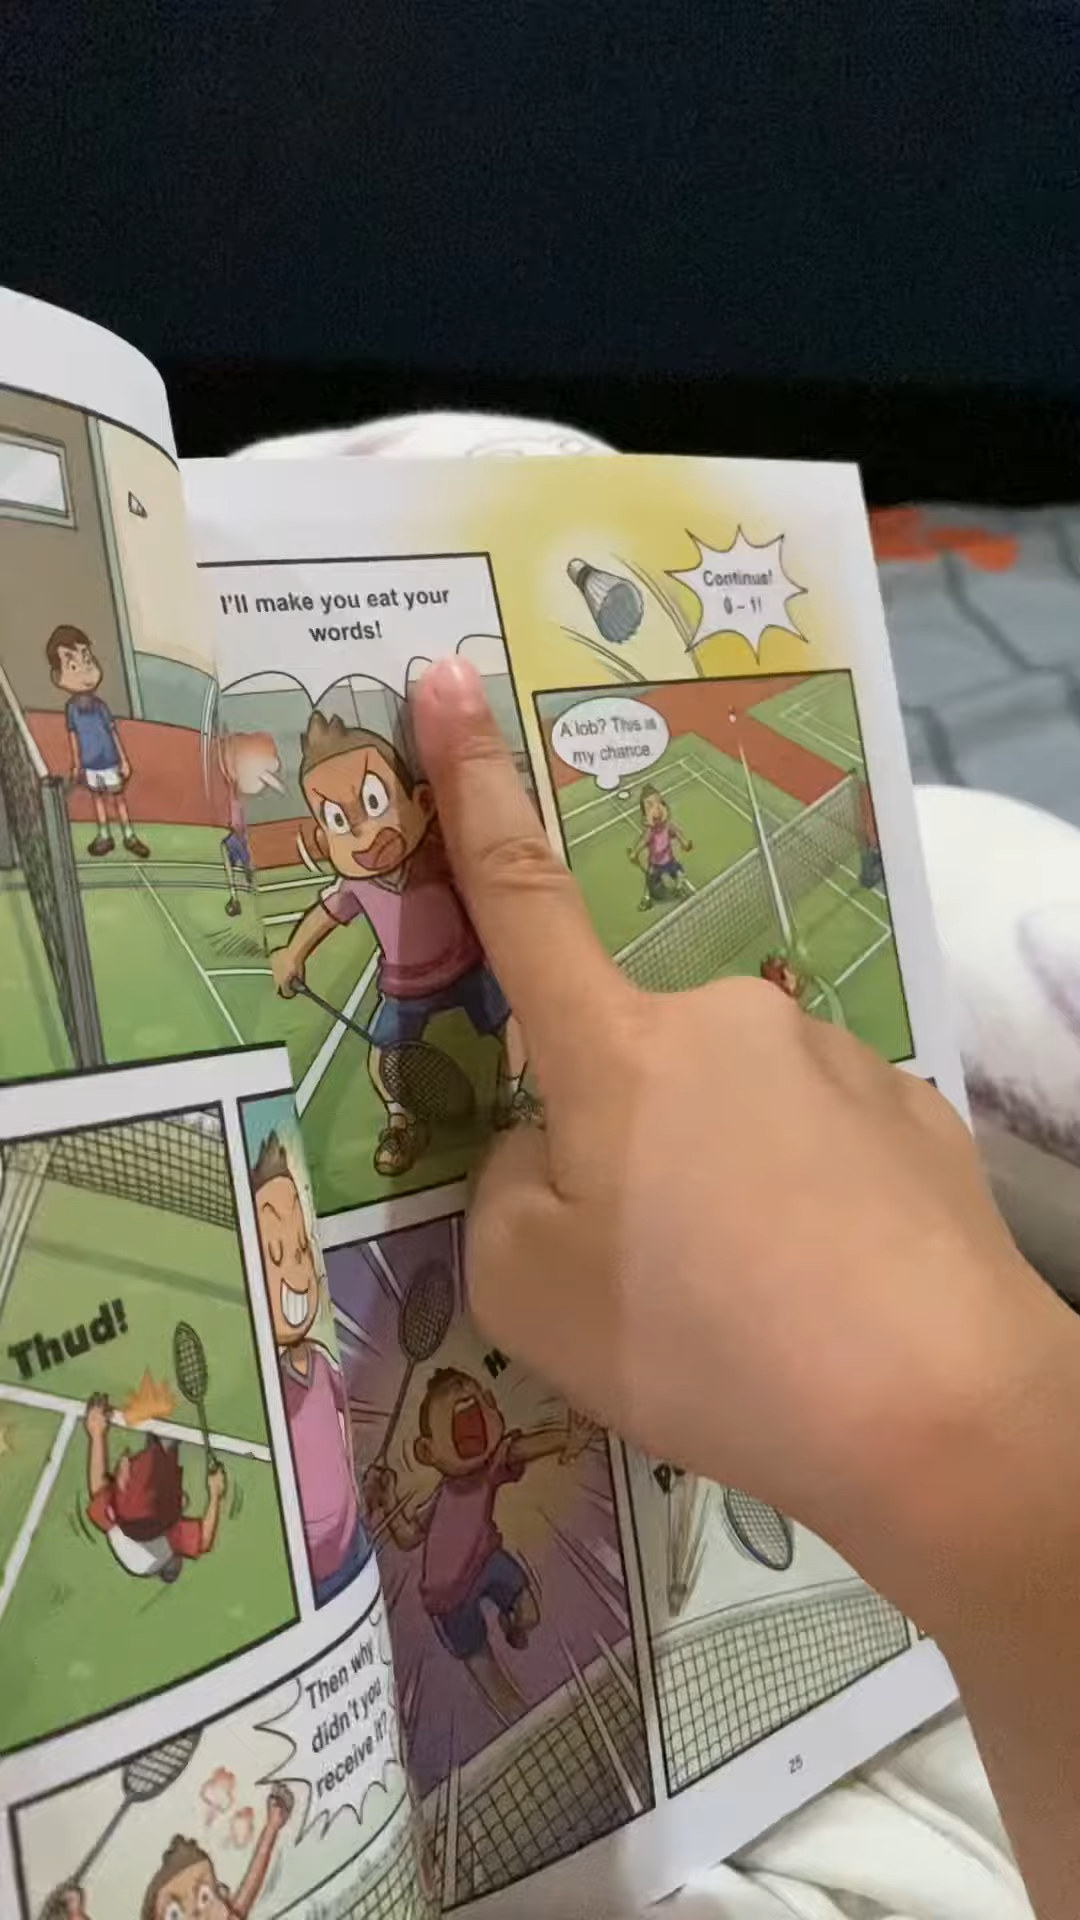 Thud!
Then why
didn't you
receive it?
I'll make you eat your
words!
Continue!
0 – 1!
A lob? This is
my chance.
25